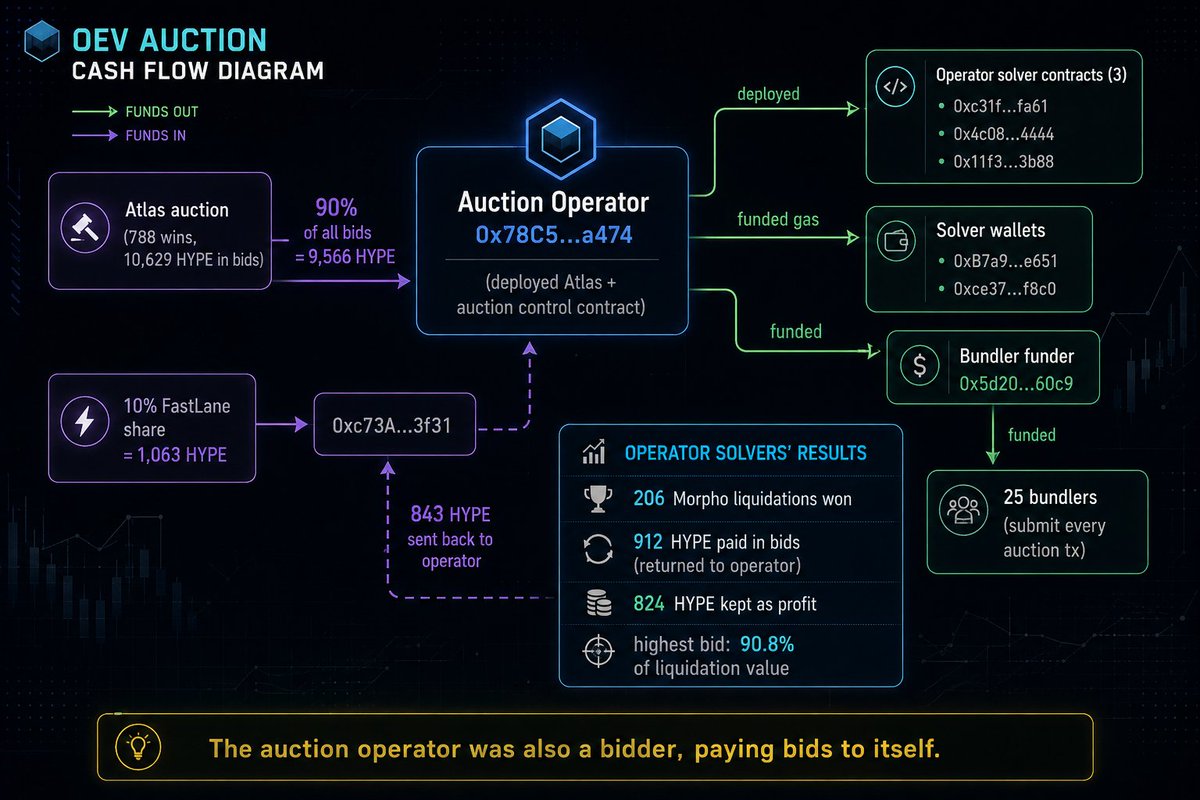 OEV AUCTION
CASH FLOW DIAGRAM
FUNDS OUT
FUNDS IN
Atlas auction
(788 wins,
10,629 HYPE in bids)
90%
of all bids
= 9,566 HYPE
Auction Operator
0x78C5...a474
(deployed Atlas +
auction control contract)
deployed
Operator solver contracts (3)
</>
• 0xc31f...fa61
• 0x4c08...4444
• 0x11f3...3b88
funded gas
Solver wallets
• 0xB7a9...e651
• 0xce37...f8c0
funded
$
Bundler funder
0x5d20...60c9
funded
25 bundlers
(submit every
auction tx)
10% FastLane
share
= 1,063 HYPE
0xc73A...3f31
843 HYPE
sent back to
operator
OPERATOR SOLVERS' RESULTS
206 Morpho liquidations won
912 HYPE paid in bids
(returned to operator)
824 HYPE kept as profit
highest bid: 90.8%
of liquidation value
The auction operator was also a bidder, paying bids to itself.